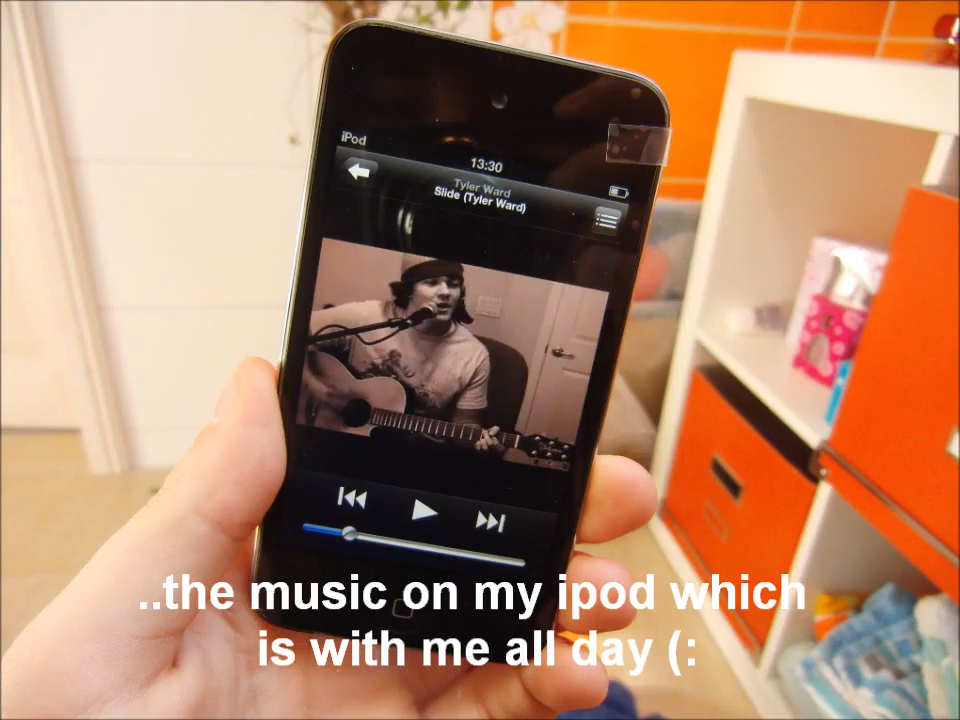 iPod
13:30
Tyler Ward
Slide (Tyler Ward)
..the music on my ipod which
is with me all day (: